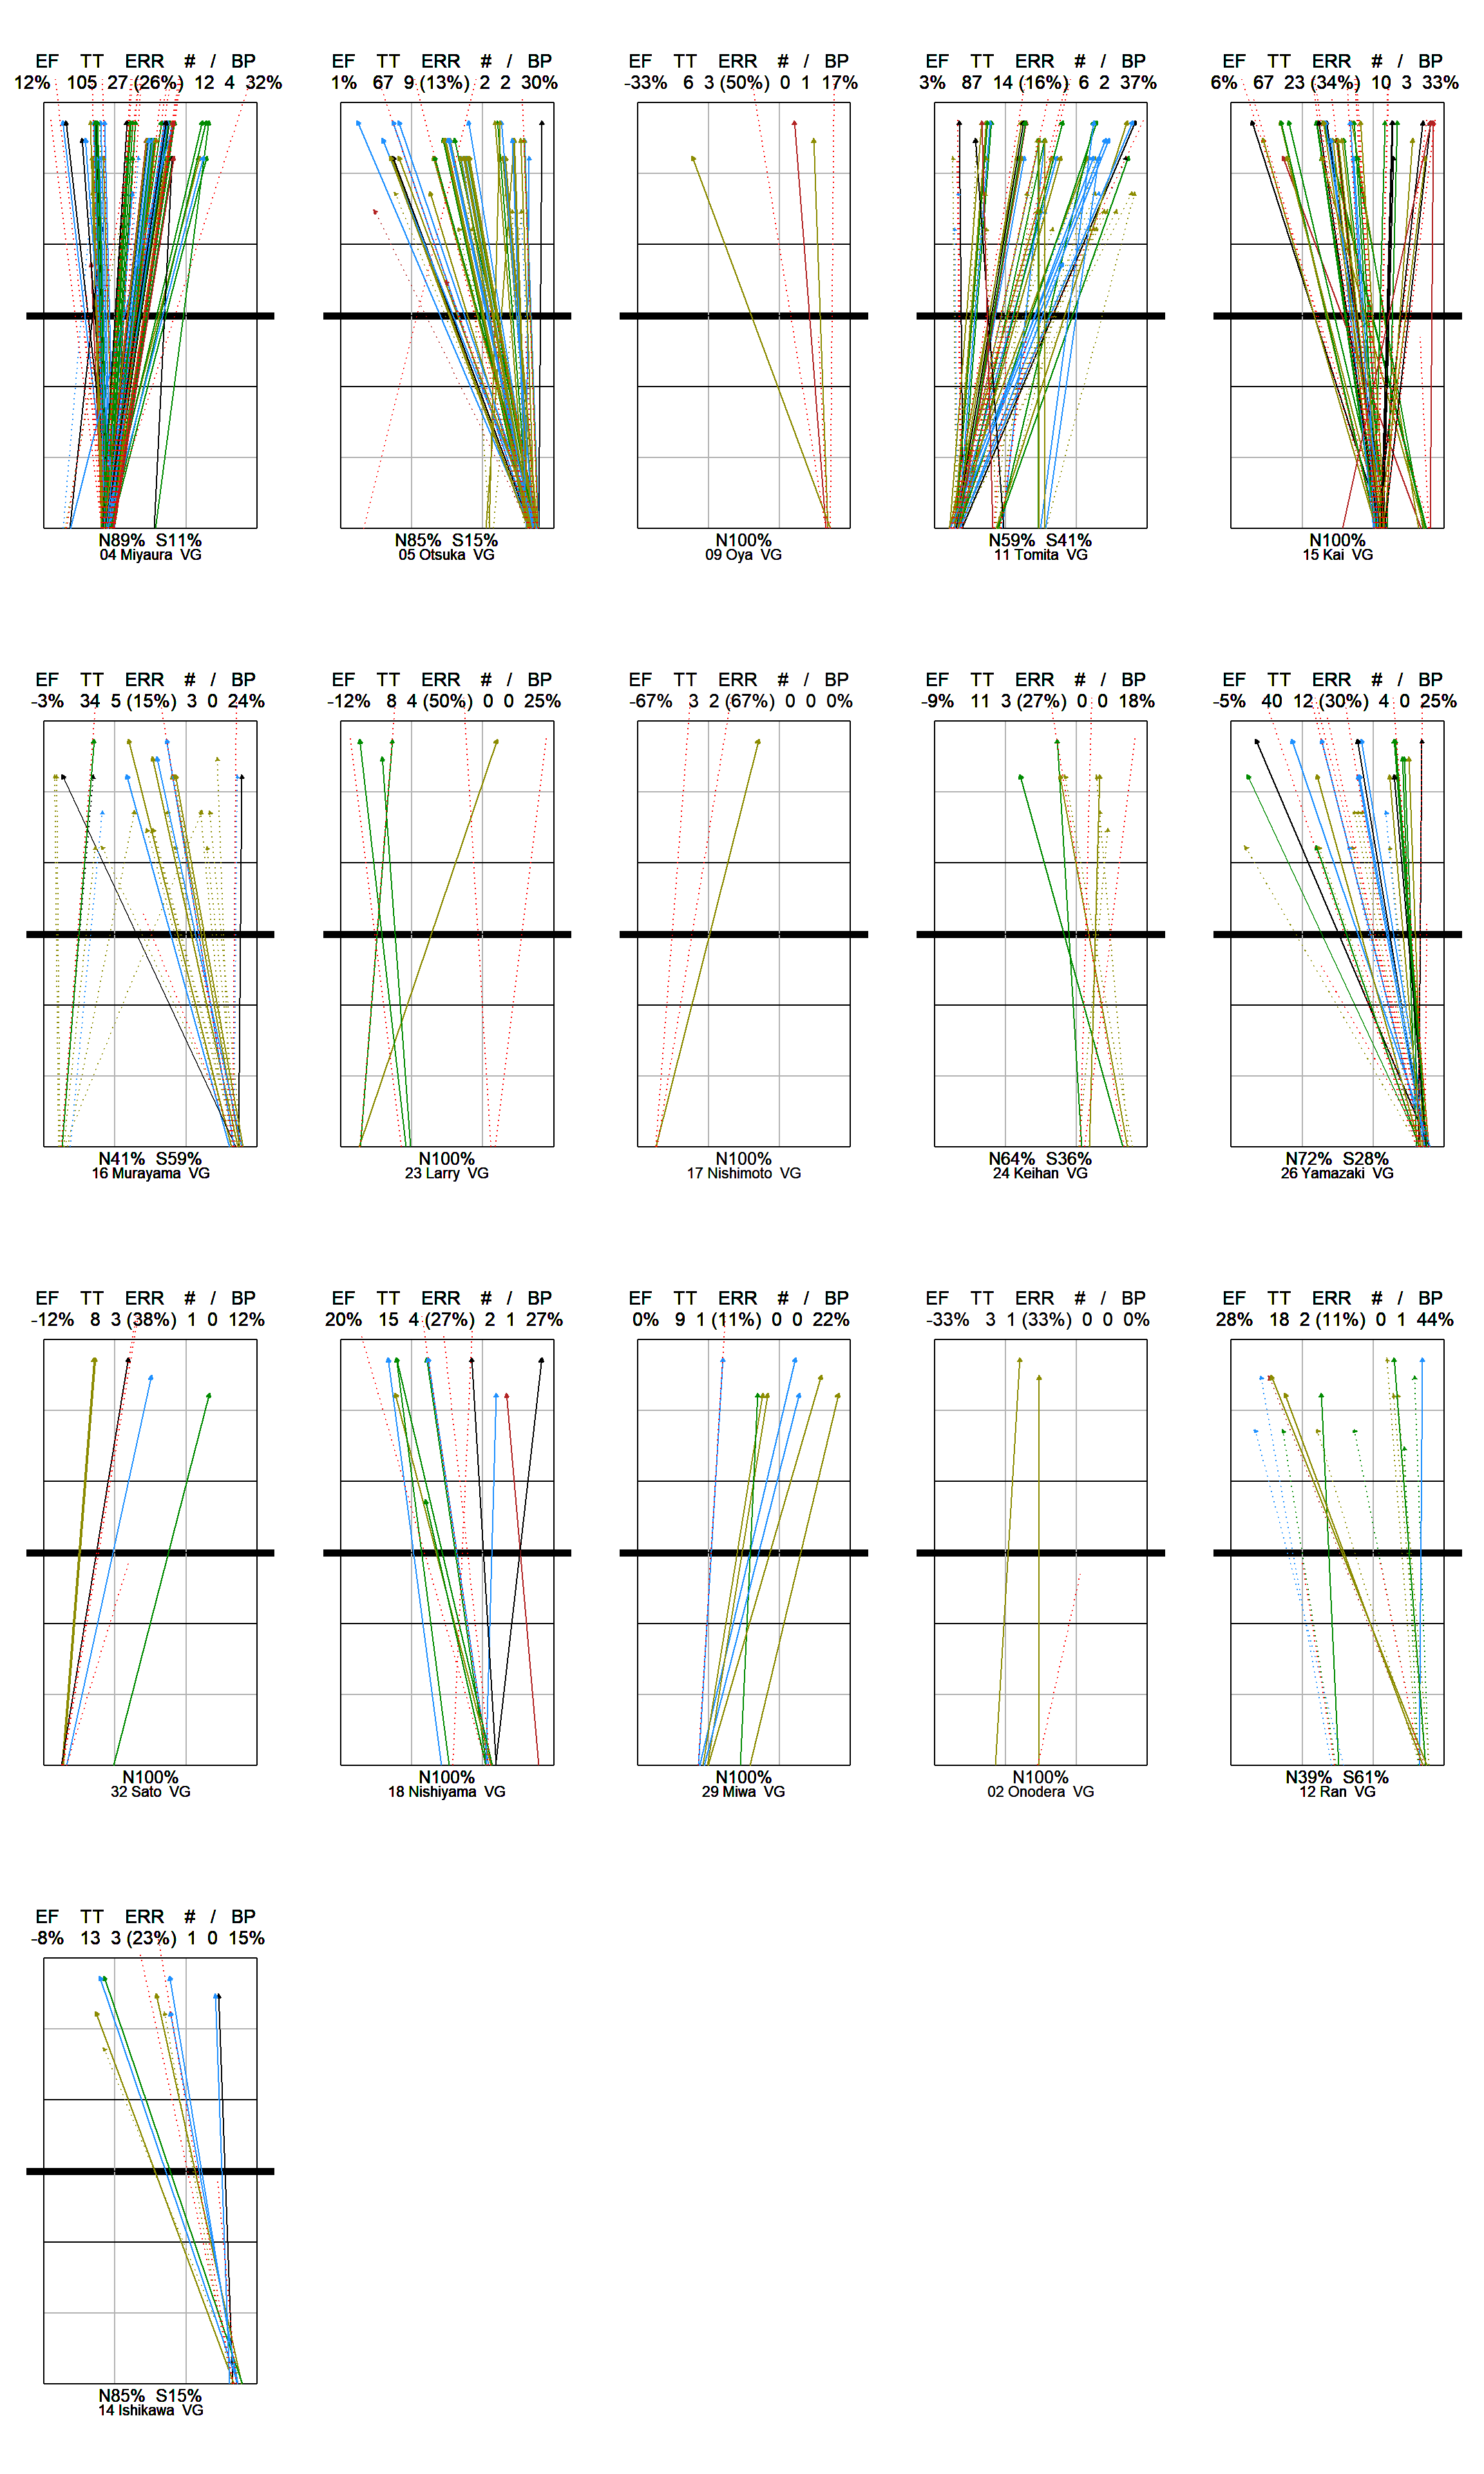 EF TT ERR # / BP
12% 105 27 (26%) 12 4 32%
N89% S11%
04 Miyaura VG
EF TT ERR # / BP
1% 67 9 (13%) 2 2 30%
N85% S15%
05 Otsuka VG
EF TT ERR # / BP
-33% 6 3 (50%) 0 1 17%
N100%
09 Oya VG
EF TT ERR # / BP
3% 87 14 (16%) 6 2 37%
N59% S41%
11 Tomita VG
EF TT ERR # / BP
6% 67 23 (34%) 10 3 33%
N100%
15 Kai VG
EF TT ERR # / BP
-3% 34 5 (15%) 3 0 24%
N41% S59%
16 Murayama VG
EF TT ERR # / BP
-12% 8 4 (50%) 0 0 25%
N100%
23 Larry VG
EF TT ERR # / BP
-67% 3 2 (67%) 0 0 0%
N100%
17 Nishimoto VG
EF TT ERR # / BP
-9% 11 3 (27%) 0 0 18%
N64% S36%
24 Keihan VG
EF TT ERR # / BP
-5% 40 12 (30%) 4 0 25%
N72% S28%
26 Yamazaki VG
EF TT ERR # / BP
-12% 8 3 (38%) 1 0 12%
N100%
32 Sato VG
EF TT ERR # / BP
20% 15 4 (27%) 2 1 27%
N100%
18 Nishiyama VG
EF TT ERR # / BP
0% 9 1 (11%) 0 0 22%
N100%
29 Miwa VG
EF TT ERR # / BP
-33% 3 1 (33%) 0 0 0%
N100%
02 Onodera VG
EF TT ERR # / BP
28% 18 2 (11%) 0 1 44%
N39% S61%
12 Ran VG
EF TT ERR # / BP
-8% 13 3 (23%) 1 0 15%
N85% S15%
14 Ishikawa VG